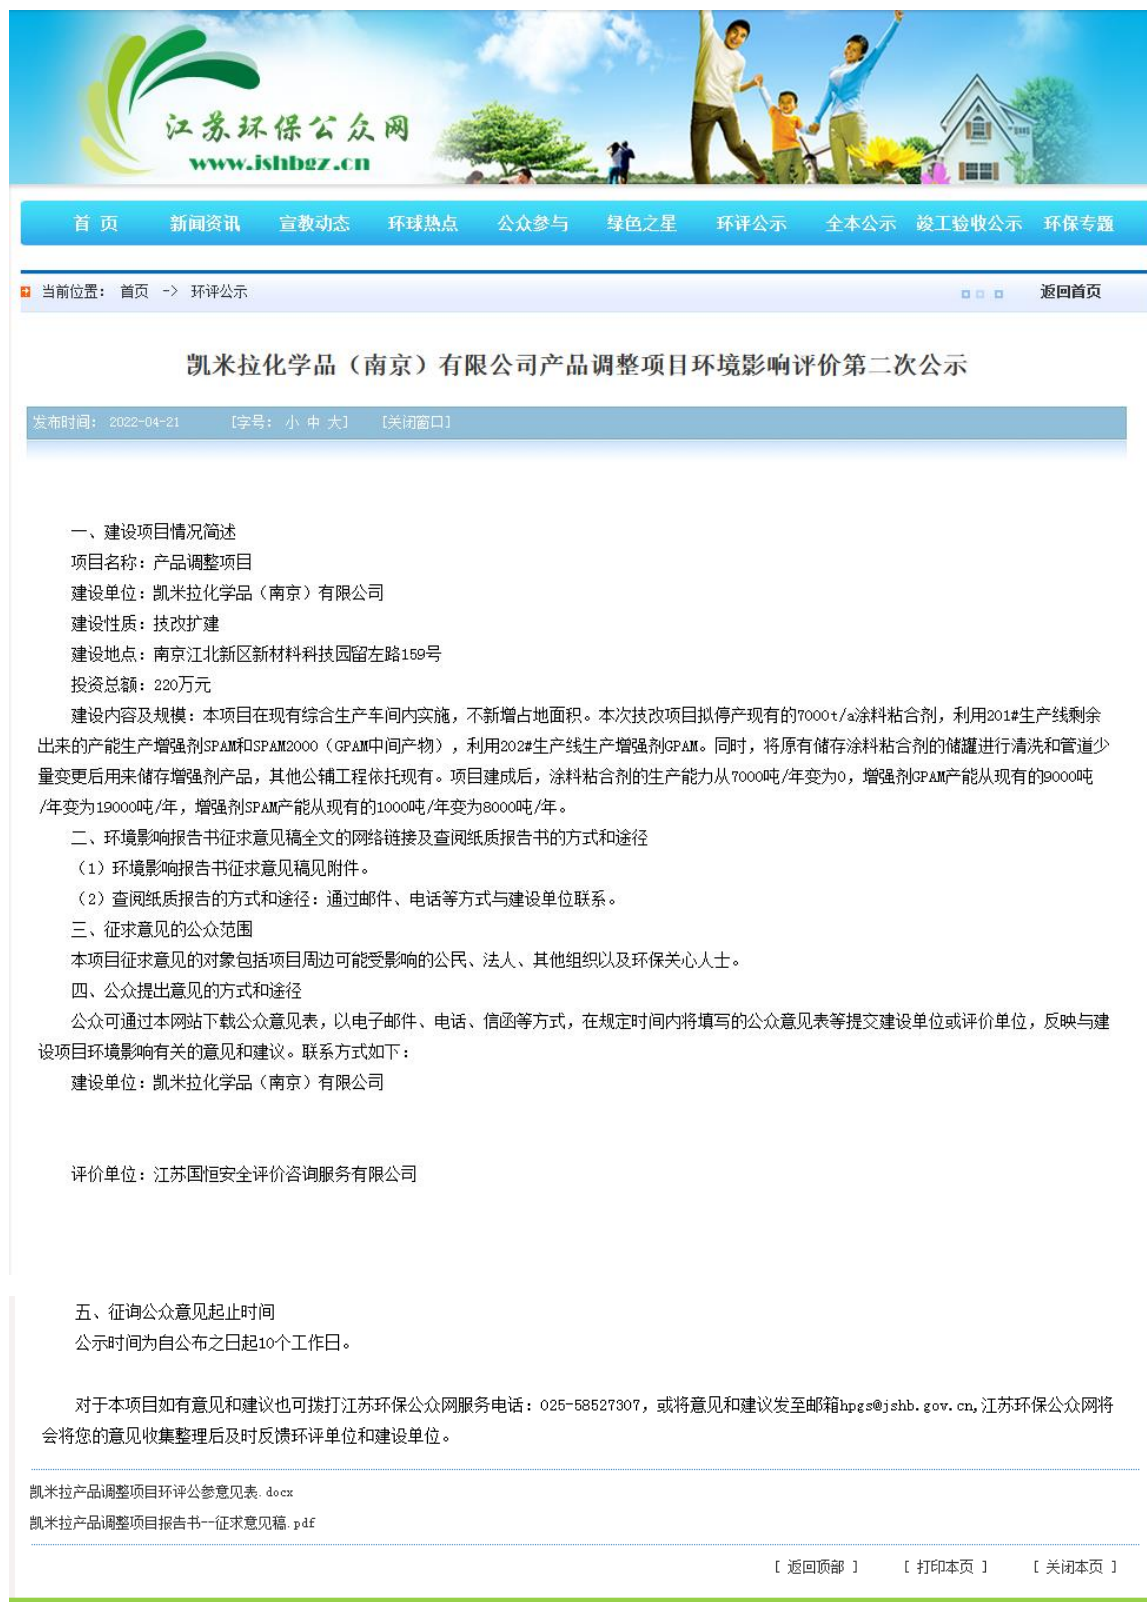 江苏环保公众网
www.jshbgz.cn
首 页 新闻资讯 宣教动态 环球热点 公众参与 绿色之星 环评公示 全本公示 竣工验收公示 环保专题
当前位置： 首页 -> 环评公示 返回首页
凯米拉化学品（南京）有限公司产品调整项目环境影响评价第二次公示
发布时间： 2022-04-21 [字号： 小 中 大] [关闭窗口]
一、建设项目情况简述
项目名称：产品调整项目
建设单位：凯米拉化学品（南京）有限公司
建设性质：技改扩建
建设地点：南京江北新区新材料科技园留左路159号
投资总额：220万元
建设内容及规模：本项目在现有综合生产车间内实施，不新增占地面积。本次技改项目拟停产现有的7000t/a涂料粘合剂，利用201#生产线剩余
出来的产能生产增强剂SPAM和SPAM2000（GPAM中间产物），利用202#生产线生产增强剂GPAM。同时，将原有储存涂料粘合剂的储罐进行清洗和管道少
量变更后用来储存增强剂产品，其他公辅工程依托现有。项目建成后，涂料粘合剂的生产能力从7000吨/年变为0，增强剂GPAM产能从现有的9000吨
/年变为19000吨/年，增强剂SPAM产能从现有的1000吨/年变为8000吨/年。
二、环境影响报告书征求意见稿全文的网络链接及查阅纸质报告书的方式和途径
（1）环境影响报告书征求意见稿见附件。
（2）查阅纸质报告的方式和途径：通过邮件、电话等方式与建设单位联系。
三、征求意见的公众范围
本项目征求意见的对象包括项目周边可能受影响的公民、法人、其他组织以及环保关心人士。
四、公众提出意见的方式和途径
公众可通过本网站下载公众意见表，以电子邮件、电话、信函等方式，在规定时间内将填写的公众意见表等提交建设单位或评价单位，反映与建
设项目环境影响有关的意见和建议。联系方式如下：
建设单位：凯米拉化学品（南京）有限公司
评价单位：江苏国恒安全评价咨询服务有限公司
五、征询公众意见起止时间
公示时间为自公布之日起10个工作日。
对于本项目如有意见和建议也可拨打江苏环保公众网服务电话：025-58527307，或将意见和建议发至邮箱hpgs@jshb.gov.cn,江苏环保公众网将
会将您的意见收集整理后及时反馈环评单位和建设单位。
凯米拉产品调整项目环评公参意见表.docx
凯米拉产品调整项目报告书--征求意见稿.pdf
[ 返回顶部 ] [ 打印本页 ] [ 关闭本页 ]